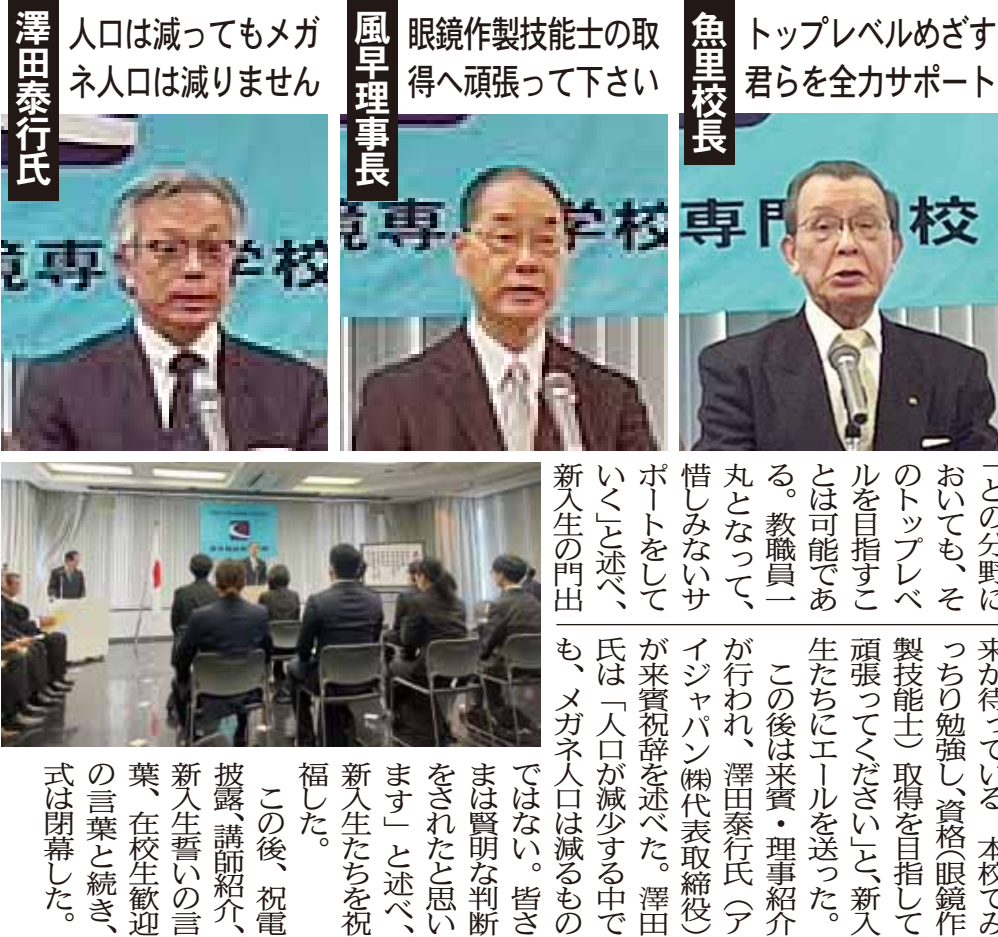 魚里校長
トップレベルめざす
君らを全力サポート
風早理事長
眼鏡作製技能士の取
得へ頑張って下さい
澤田泰行氏
人口は減ってもメガ
ネ人口は減りません
専門
校
専
学校
専
学校
「どの分野に
おいても、そ
のトップレベ
ルを目指すこ
とは可能であ
る。教職員一
丸となって、
惜しみないサ
ポートをして
いく」と述べ、
新入生の門出
来が待っている 本校でみ
っちり勉強し、資格(眼鏡作
製技能士)取得を目指して
頑張ってください」と、新入
生たちにエールを送った。
この後は来賓・理事紹介
が行われ、澤田泰行氏(ア
イジャパン㈱代表取締役)
が来賓祝辞を述べた。澤田
氏は「人口が減少する中で
も、メガネ人口は減るもの
ではない。皆さ
まは賢明な判断
をされたと思い
ます」と述べ、
新入生たちを祝
福した。
この後、祝電
披露、講師紹介、
新入生誓いの言
葉、在校生歓迎
の言葉と続き、
式は閉幕した。